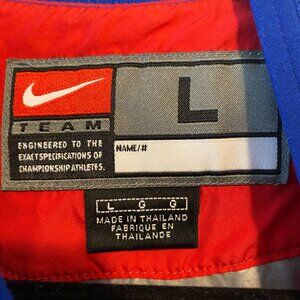 TEAM
ENGINEERED TO THE
EXACT SPECIFICATIONS OF
CHAMPIONSHIP ATHLETES.
L
NAME/#
L G G
MADE IN THAILAND
FABRIQUE EN
THAILANDE